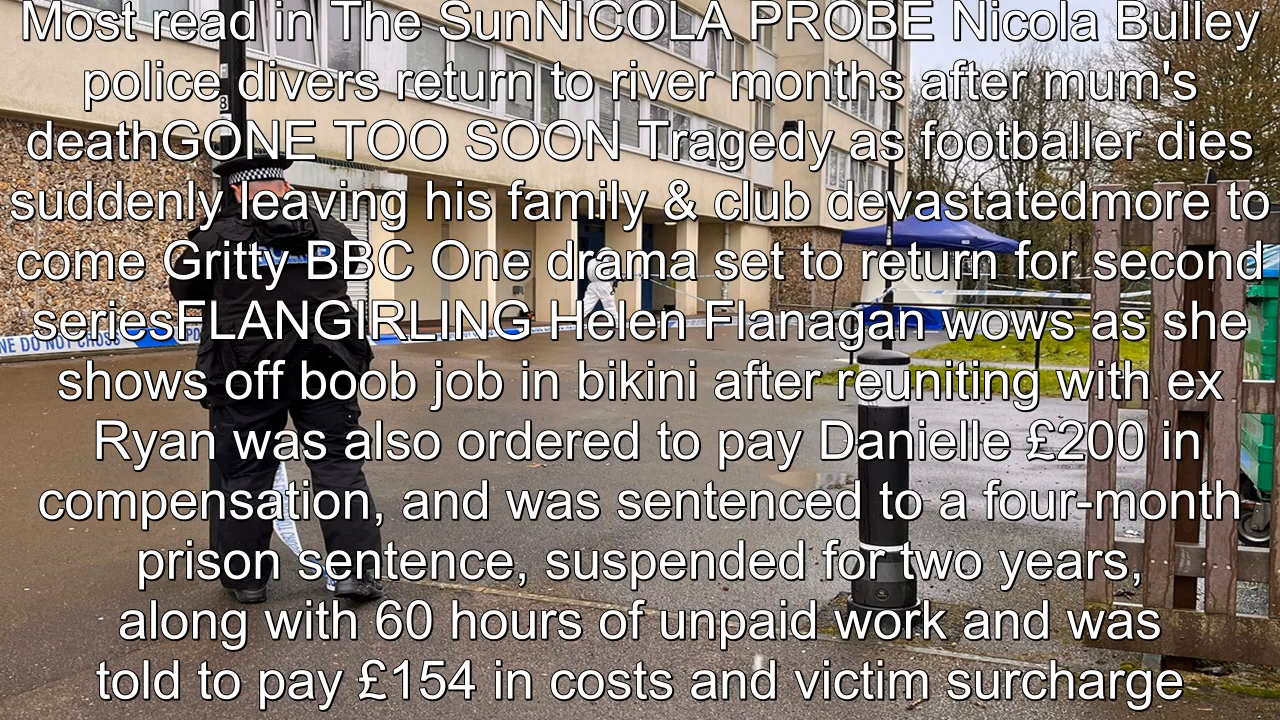 Most read in The SunNICOLA PROBE Nicola Bulley
police divers return to river months after mum's
deathGONE TOO SOON Tragedy as footballer dies
suddenly leaving his family & club devastatedmore to
come Gritty BBC One drama set to return for second
seriesFLANGIRLING Helen Flanagan wows as she
shows off boob job in bikini after reuniting with ex
Ryan was also ordered to pay Danielle £200 in
compensation, and was sentenced to a four-month
prison sentence, suspended for two years,
along with 60 hours of unpaid work and was
told to pay £154 in costs and victim surcharge
NE DO NOT CROSS